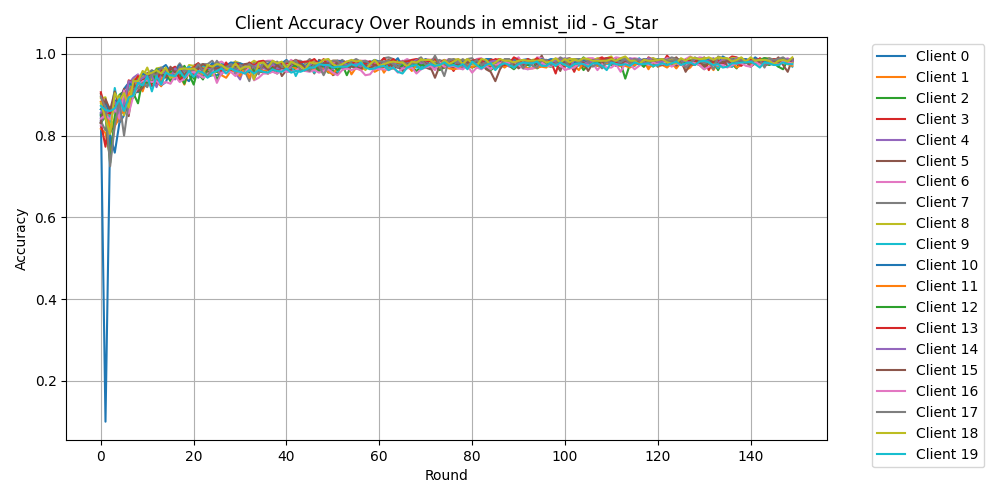 Client Accuracy Over Rounds in emnist_iid - G_Star
Accuracy
1.0
0.8
0.6
0.4
0.2
0 20 40 60 80 100 120 140
Round
Client 0
Client 1
Client 2
Client 3
Client 4
Client 5
Client 6
Client 7
Client 8
Client 9
Client 10
Client 11
Client 12
Client 13
Client 14
Client 15
Client 16
Client 17
Client 18
Client 19